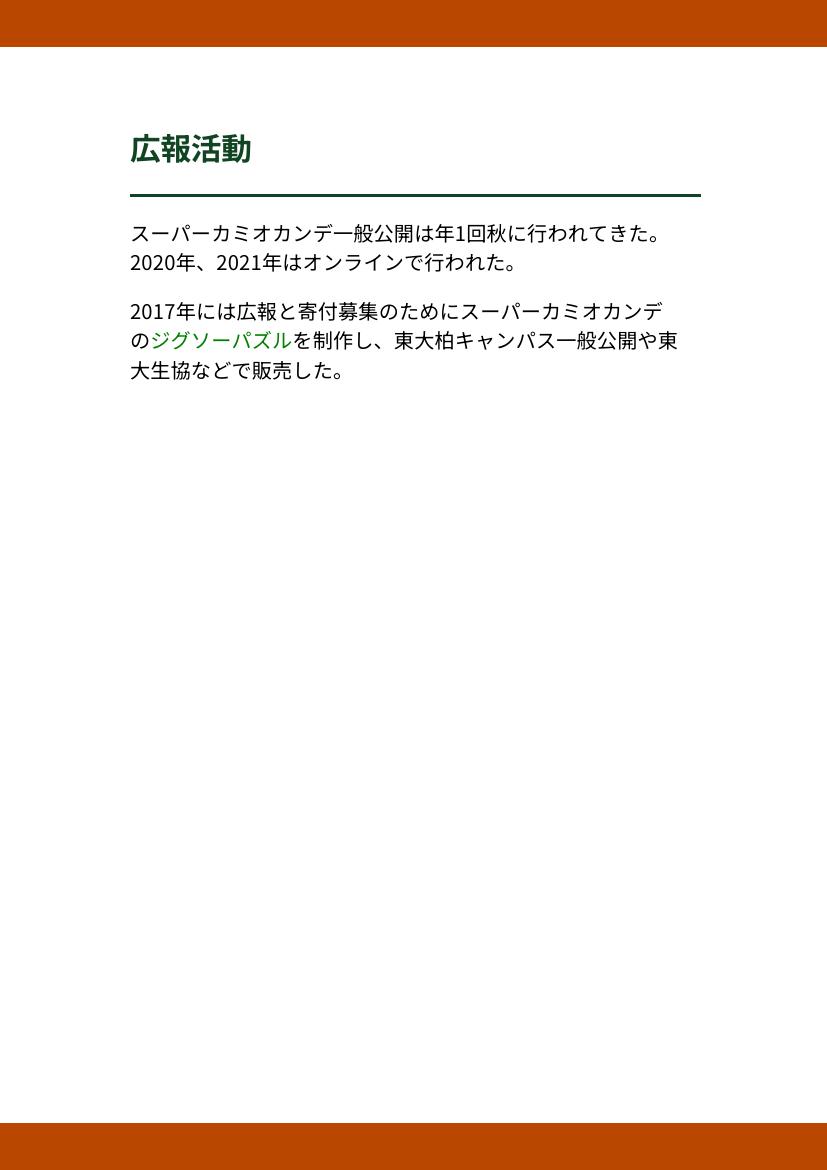 広報活動
スーパーカミオカンデ一般公開は年1回秋に行われてきた。
2020年、2021年はオンラインで行われた。
2017年には広報と寄付募集のためにスーパーカミオカンデ
のジグソーパズルを制作し、東大柏キャンパス一般公開や東
大生協などで販売した。